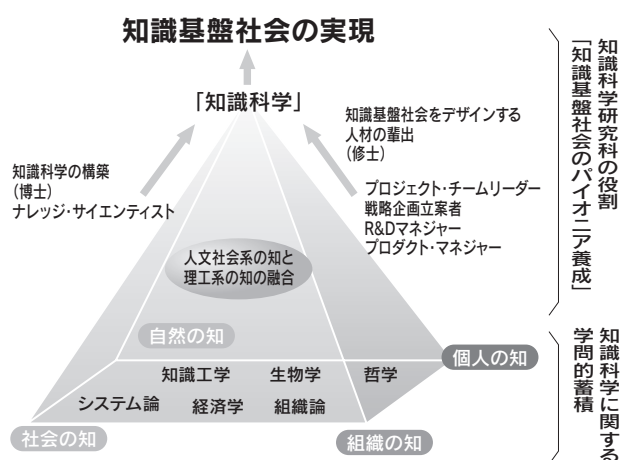 知識基盤社会の実現
「知識科学」
知識科学の構築
(博士)
ナレッジ・サイエンティスト
知識基盤社会をデザインする
人材の輩出
(修士)
プロジェクト・チームリーダー
戦略企画立案者
R&Dマネジャー
プロダクト・マネジャー
人文社会系の知と
理工系の知の融合
自然の知
個人の知
知識工学 生物学 哲学
システム論 経済学 組織論
社会の知
組織の知
知識科学研究科の役割
「知識基盤社会のパイオニア養成」
知識科学に関する
学問的蓄積